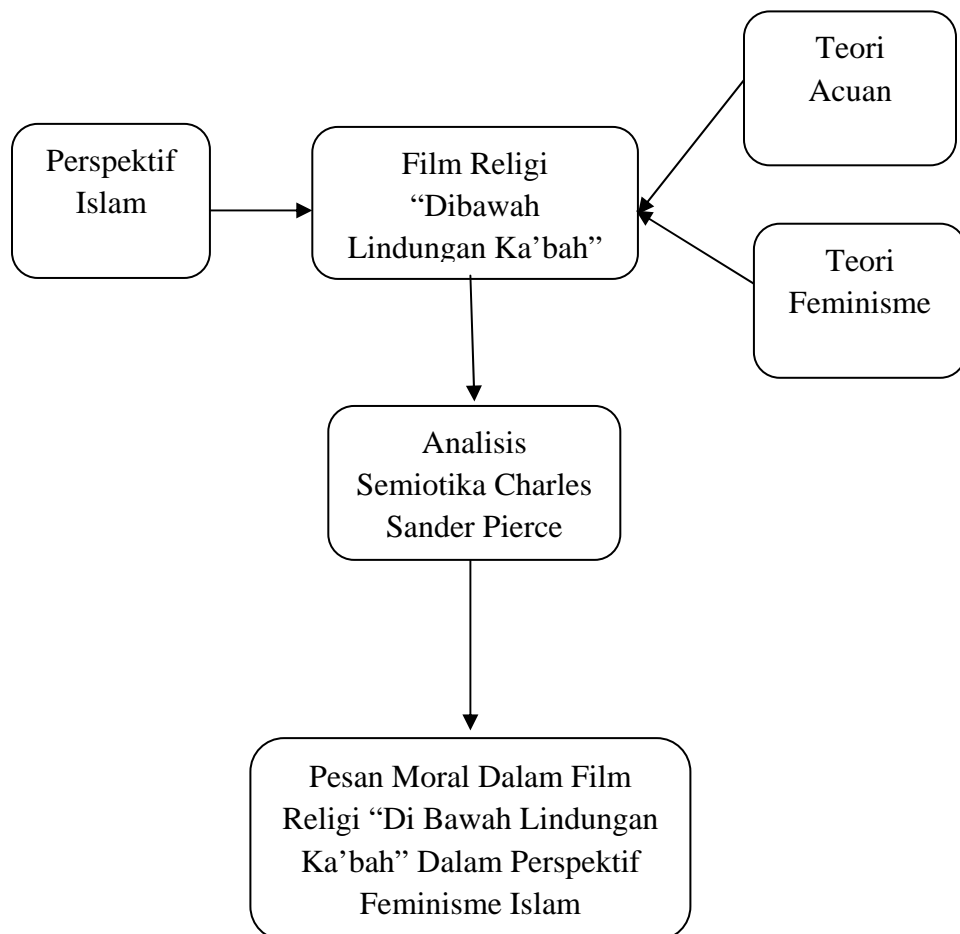 Teori
Acuan
Perspektif
Islam
Film Religi
“Dibawah
Lindungan Ka’bah”
Teori
Feminisme
Analisis
Semiotika Charles
Sander Pierce
Pesan Moral Dalam Film
Religi “Di Bawah Lindungan
Ka’bah” Dalam Perspektif
Feminisme Islam